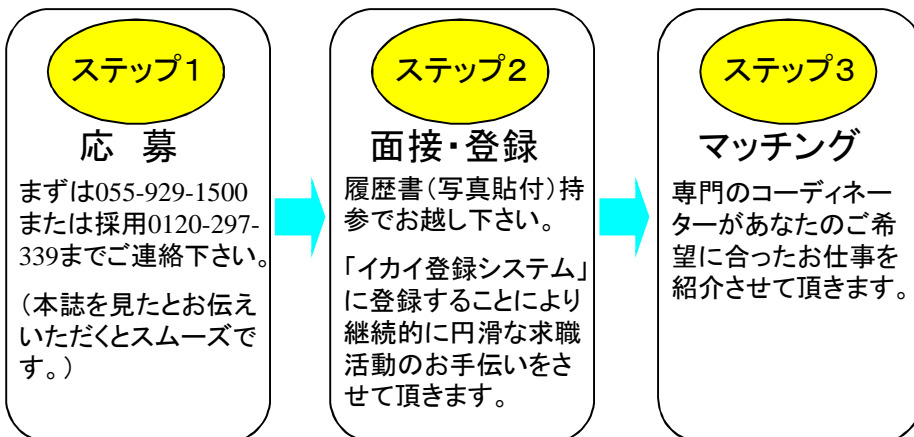 ステップ1
応 募
まずは055-929-1500
または採用0120-297-
339までご連絡下さい。
(本誌を見たとお伝え
いただくとスムーズで
す。)
ステップ2
面接・登録
履歴書(写真貼付)持
参でお越し下さい。
「イカイ登録システム」
に登録することにより
継続的に円滑な求職
活動のお手伝いをさ
せて頂きます。
ステップ3
マッチング
専門のコーディネー
ターがあなたのご希
望に合ったお仕事を
紹介させて頂きます。